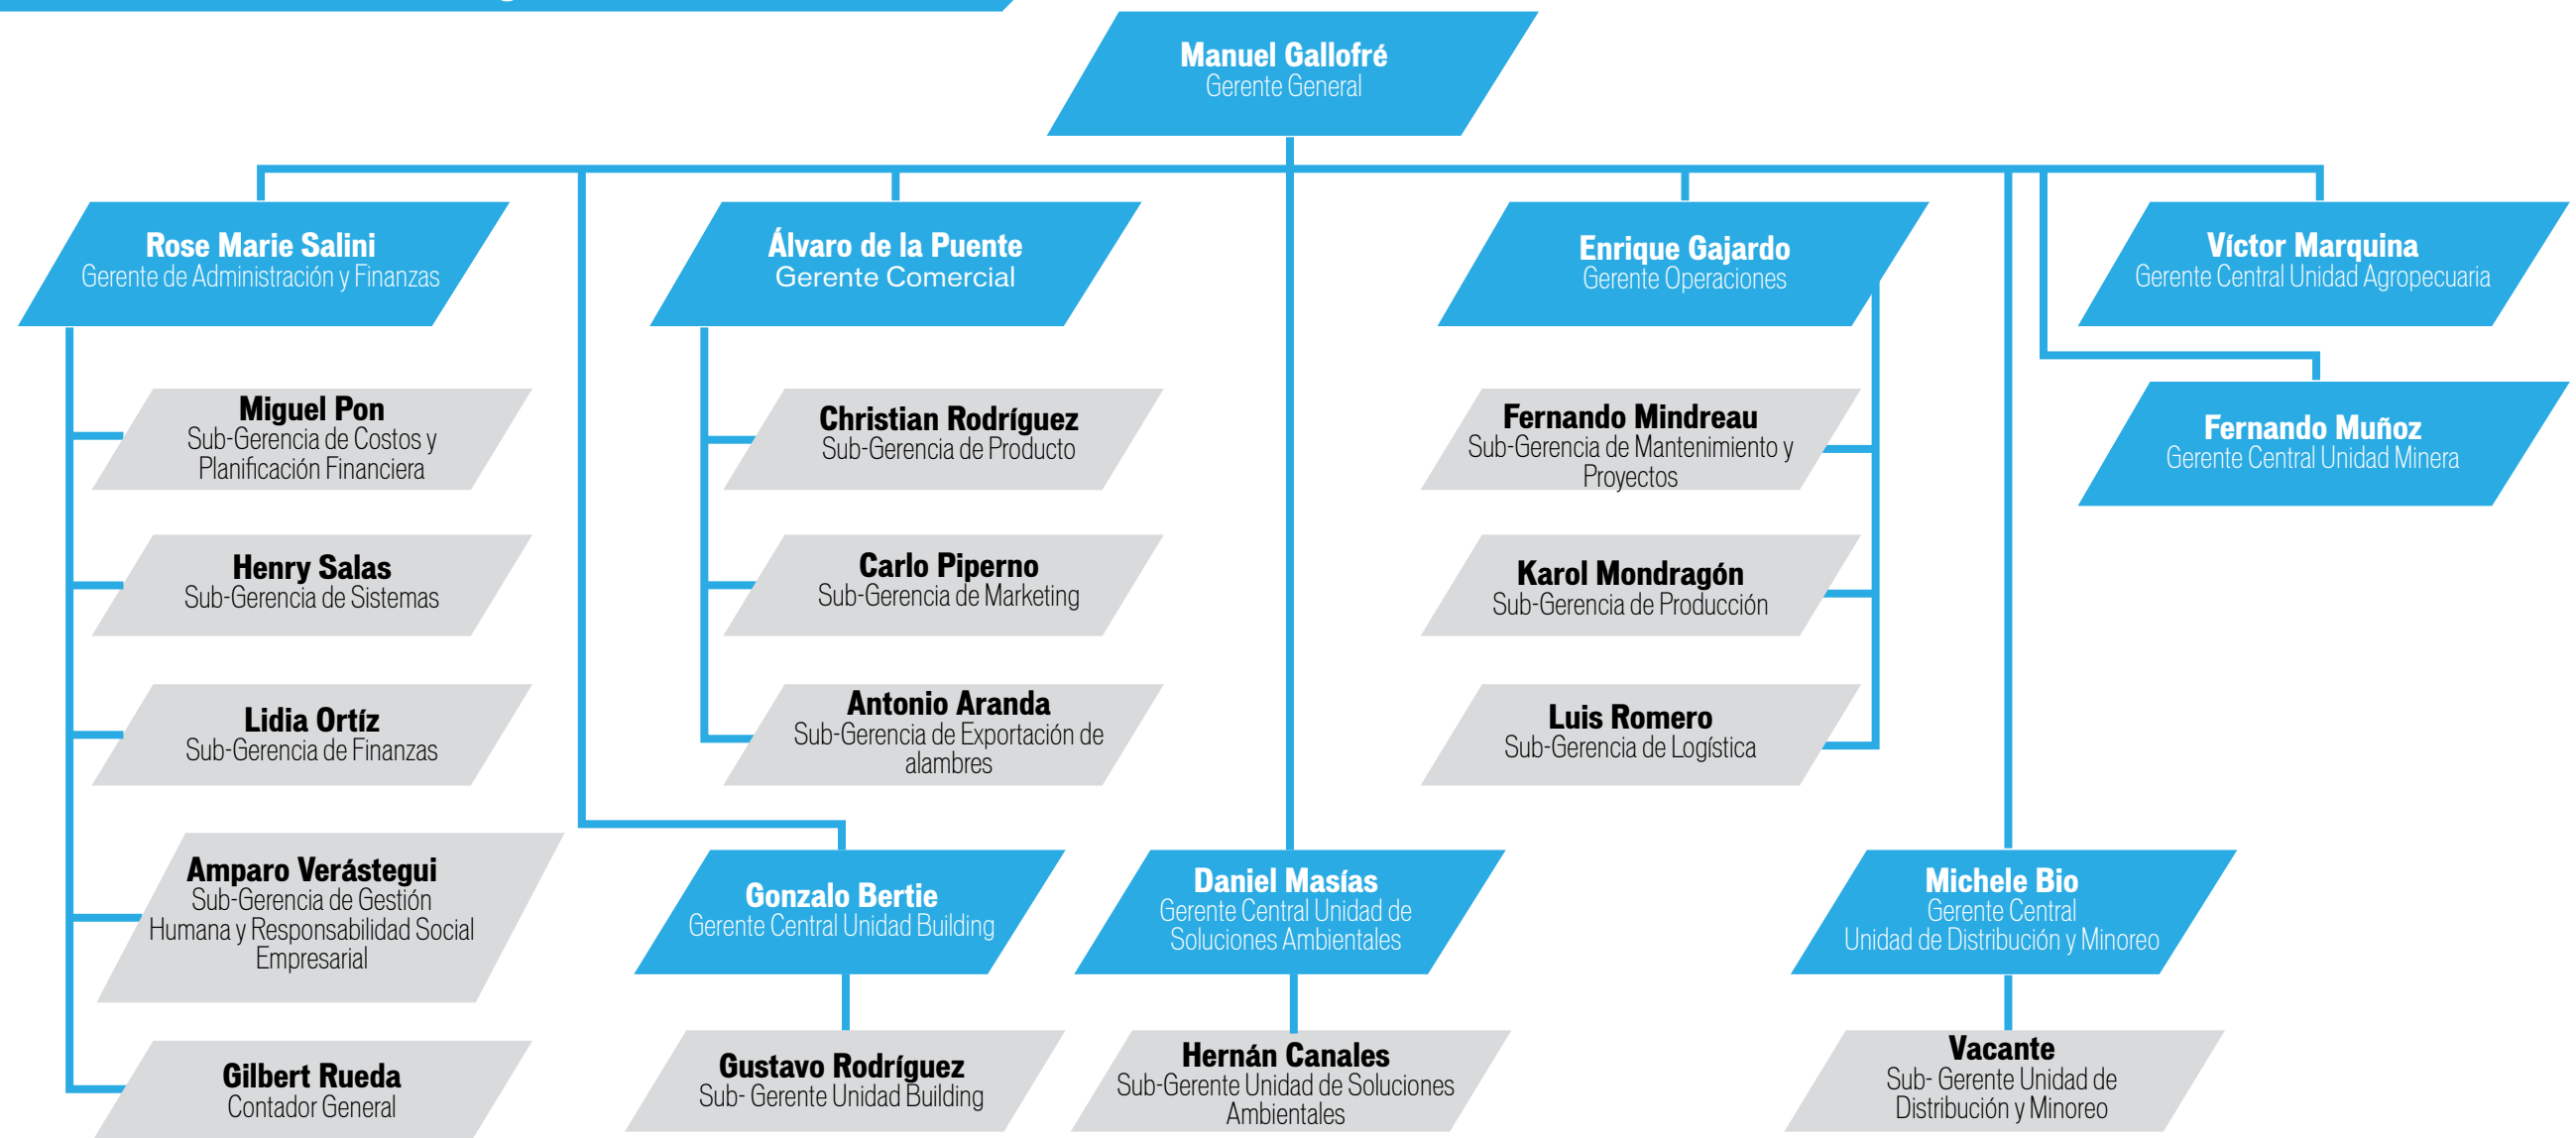 Manuel Gallofré
Gerente General
Rose Marie Salini
Gerente de Administración y Finanzas
Álvaro de la Puente
Gerente Comercial
Enrique Gajardo
Gerente Operaciones
Víctor Marquina
Gerente Central Unidad Agropecuaria
Miguel Pon
Sub-Gerencia de Costos y
Planificación Financiera
Christian Rodríguez
Sub-Gerencia de Producto
Fernando Mindreau
Sub-Gerencia de Mantenimiento y
Proyectos
Fernando Muñoz
Gerente Central Unidad Minera
Henry Salas
Sub-Gerencia de Sistemas
Carlo Piperno
Sub-Gerencia de Marketing
Karol Mondragón
Sub-Gerencia de Producción
Lidia Ortíz
Sub-Gerencia de Finanzas
Antonio Aranda
Sub-Gerencia de Exportación de
alambres
Luis Romero
Sub-Gerencia de Logística
Amparo Verástegui
Sub-Gerencia de Gestión
Humana y Responsabilidad Social
Empresarial
Gonzalo Bertie
Gerente Central Unidad Building
Daniel Masías
Gerente Central Unidad de
Soluciones Ambientales
Michele Bio
Gerente Central
Unidad de Distribución y Minoreo
Gilbert Rueda
Contador General
Gustavo Rodríguez
Sub- Gerente Unidad Building
Hernán Canales
Sub-Gerente Unidad de Soluciones
Ambientales
Vacante
Sub- Gerente Unidad de
Distribución y Minoreo